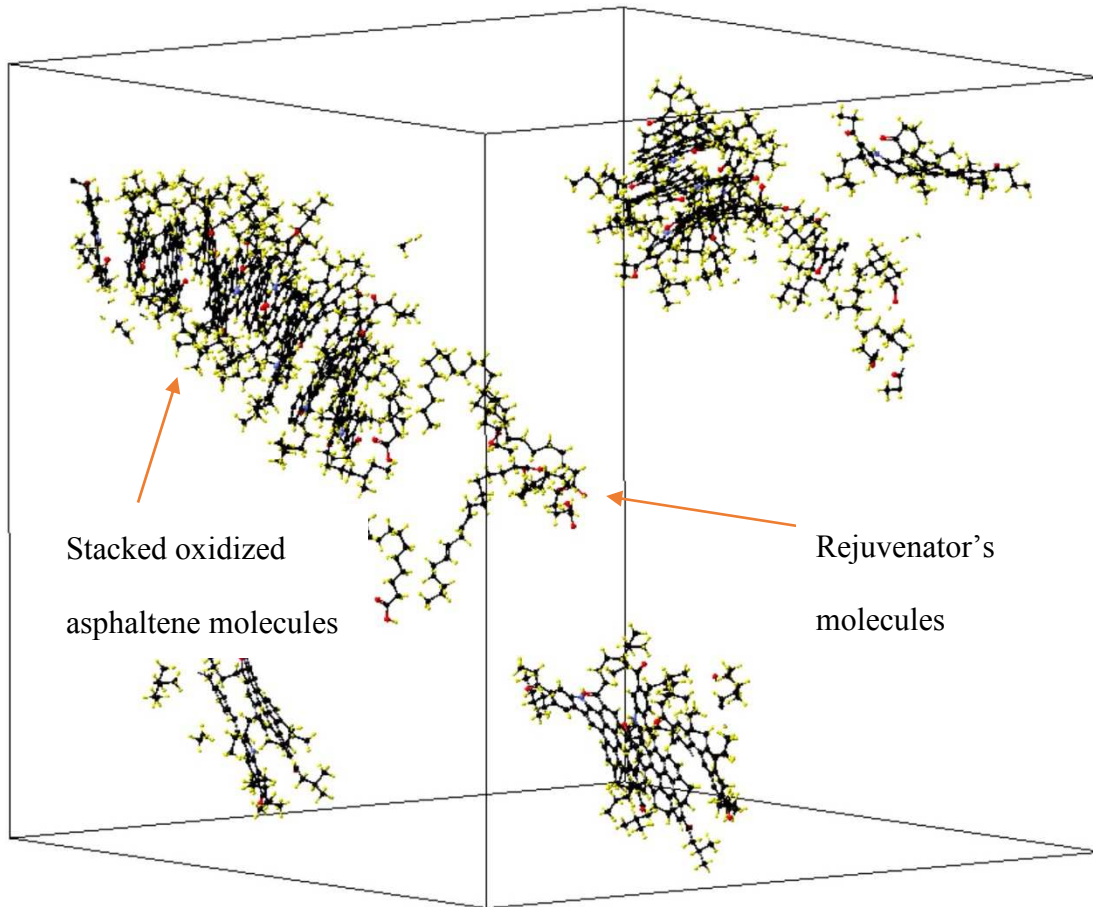 Stacked oxidized
asphaltene molecules
Rejuvenator’s
molecules